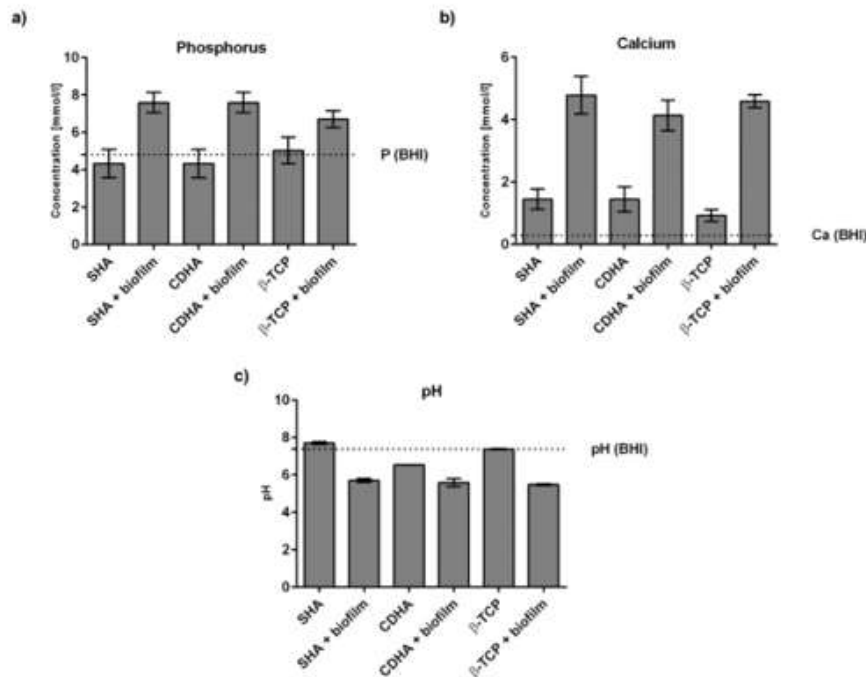 a)
Phosphorus
Concentration [mmol/l]
10
8
6
4
2
0
P (BHI)
SHA
SHA + biofilm
CDHA
CDHA + biofilm
β-TCP
β-TCP + biofilm
b)
Calcium
Concentration [mmol/l]
6
4
2
0
Ca (BHI)
SHA
SHA + biofilm
CDHA
CDHA + biofilm
β-TCP
β-TCP + biofilm
c)
pH
pH
10
8
6
4
2
0
pH (BHI)
SHA
SHA + biofilm
CDHA
CDHA + biofilm
β-TCP
β-TCP + biofilm